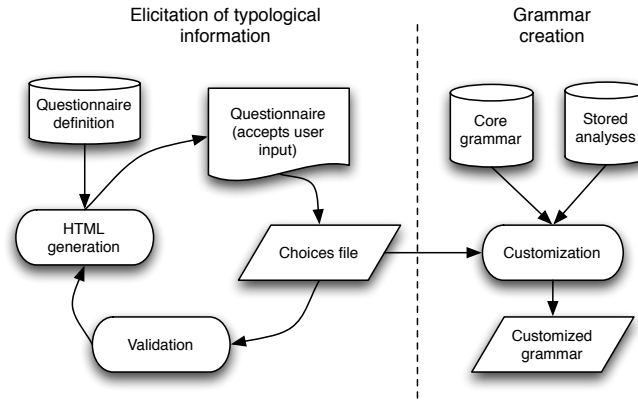 Elicitation of typological
information
Grammar
creation
Questionnaire
definition
Questionnaire
(accepts user
input)
Core
grammar
Stored
analyses
HTML
generation
Choices file
Customization
Validation
Customized
grammar